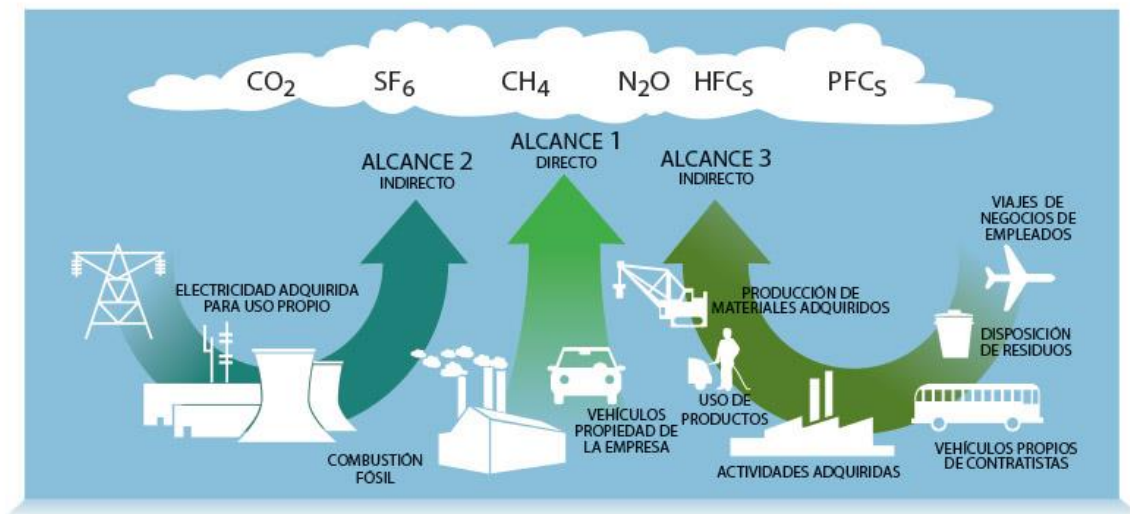 CO₂ SF₆ CH₄ N₂O HFCs PFCs
ALCANCE 2
INDIRECTO
ALCANCE 1
DIRECTO
ALCANCE 3
INDIRECTO
ELECTRICIDAD ADQUIRIDA
PARA USO PROPIO
COMBUSTIÓN
FÓSIL
VEHÍCULOS
PROPIEDAD DE
LA EMPRESA
PRODUCCIÓN DE
MATERIALES ADQUIRIDOS
USO DE
PRODUCTOS
ACTIVIDADES ADQUIRIDAS
VIAJES DE
NEGOCIOS DE
EMPLEADOS
DISPOSICIÓN
DE RESIDUOS
VEHÍCULOS PROPIOS
DE CONTRATISTAS